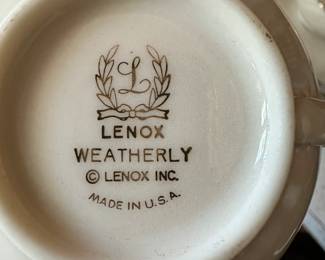 L
LENOX
WEATHERLY
© LENOX INC.
MADE IN U.S.A.